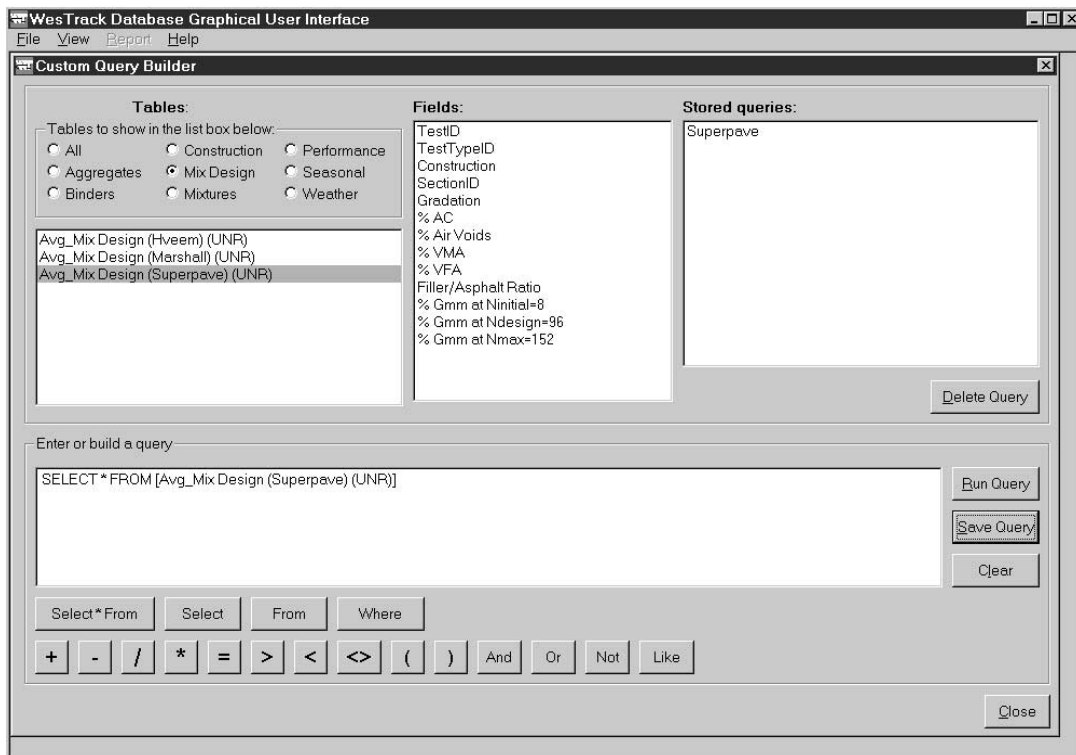 WesTrack Database Graphical User Interface
File View Report Help
Custom Query Builder
Tables:
Tables to show in the list box below:
All Construction Performance
Aggregates Mix Design Seasonal
Binders Mixtures Weather
Avg_Mix Design (Hveem) (UNR)
Avg_Mix Design (Marshall) (UNR)
Avg_Mix Design (Superpave) (UNR)
Fields:
TestID
TestTypeID
Construction
SectionID
Gradation
% AC
% Air Voids
% VMA
% VFA
Filler/Asphalt Ratio
% Gmm at Ninitial=8
% Gmm at Ndesign=96
% Gmm at Nmax=152
Stored queries:
Superpave
Delete Query
Enter or build a query
SELECT * FROM [Avg_Mix Design (Superpave) (UNR)]
Run Query
Save Query
Clear
Select * From Select From Where
+ - / * = > < <> ( ) And Or Not Like
Close